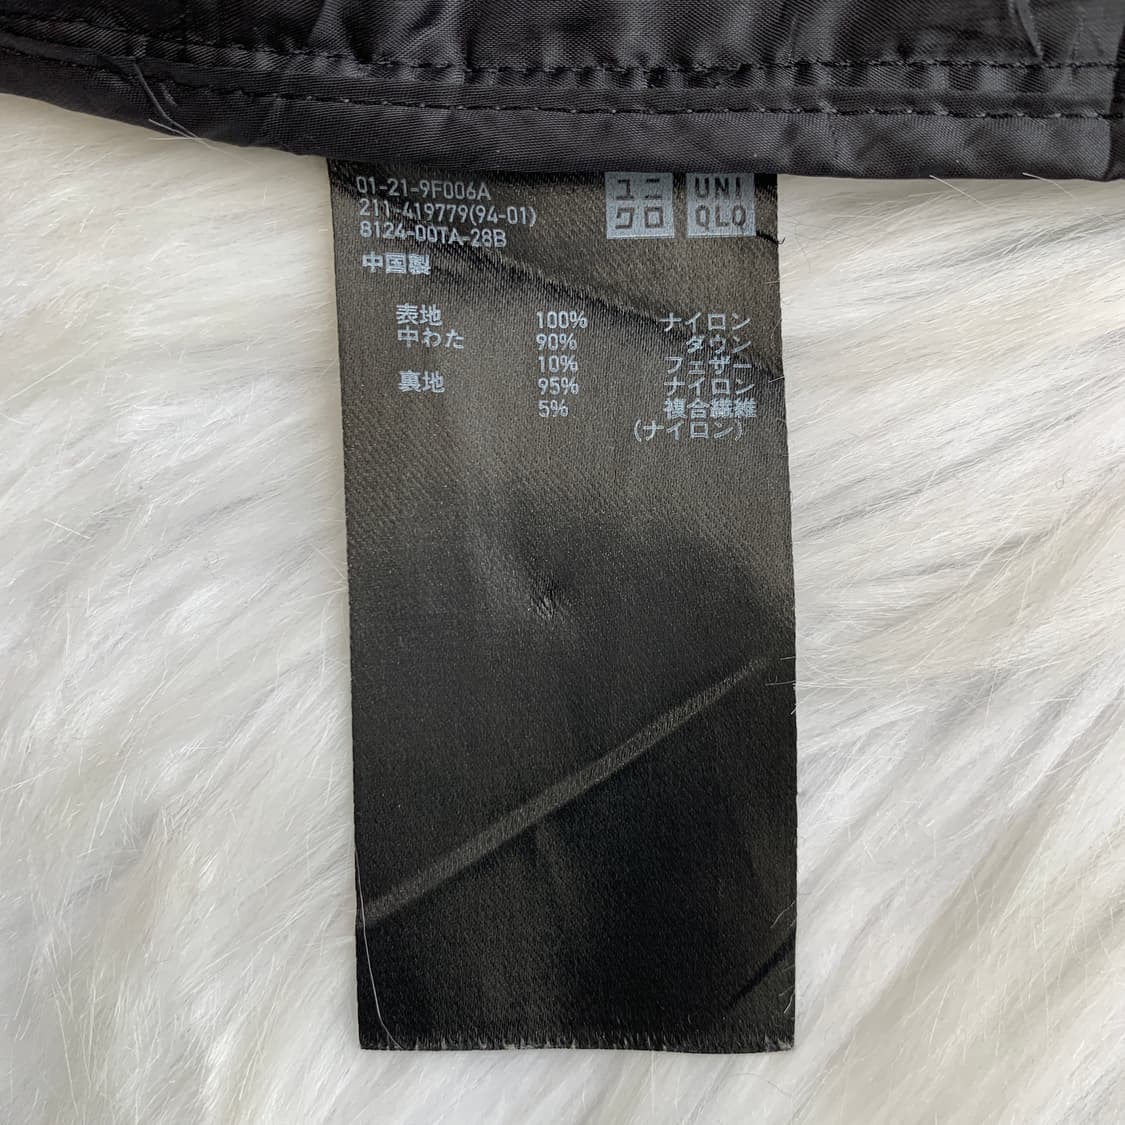 01-21-9F006A
211-419779(94-01)
8124-00TA-28B
中国製
ユニ
クロ
UNI
QLO
表地 100% ナイロン
中わた 90% ダウン
10% フェザー
裏地 95% ナイロン
5% 複合繊維
(ナイロン)